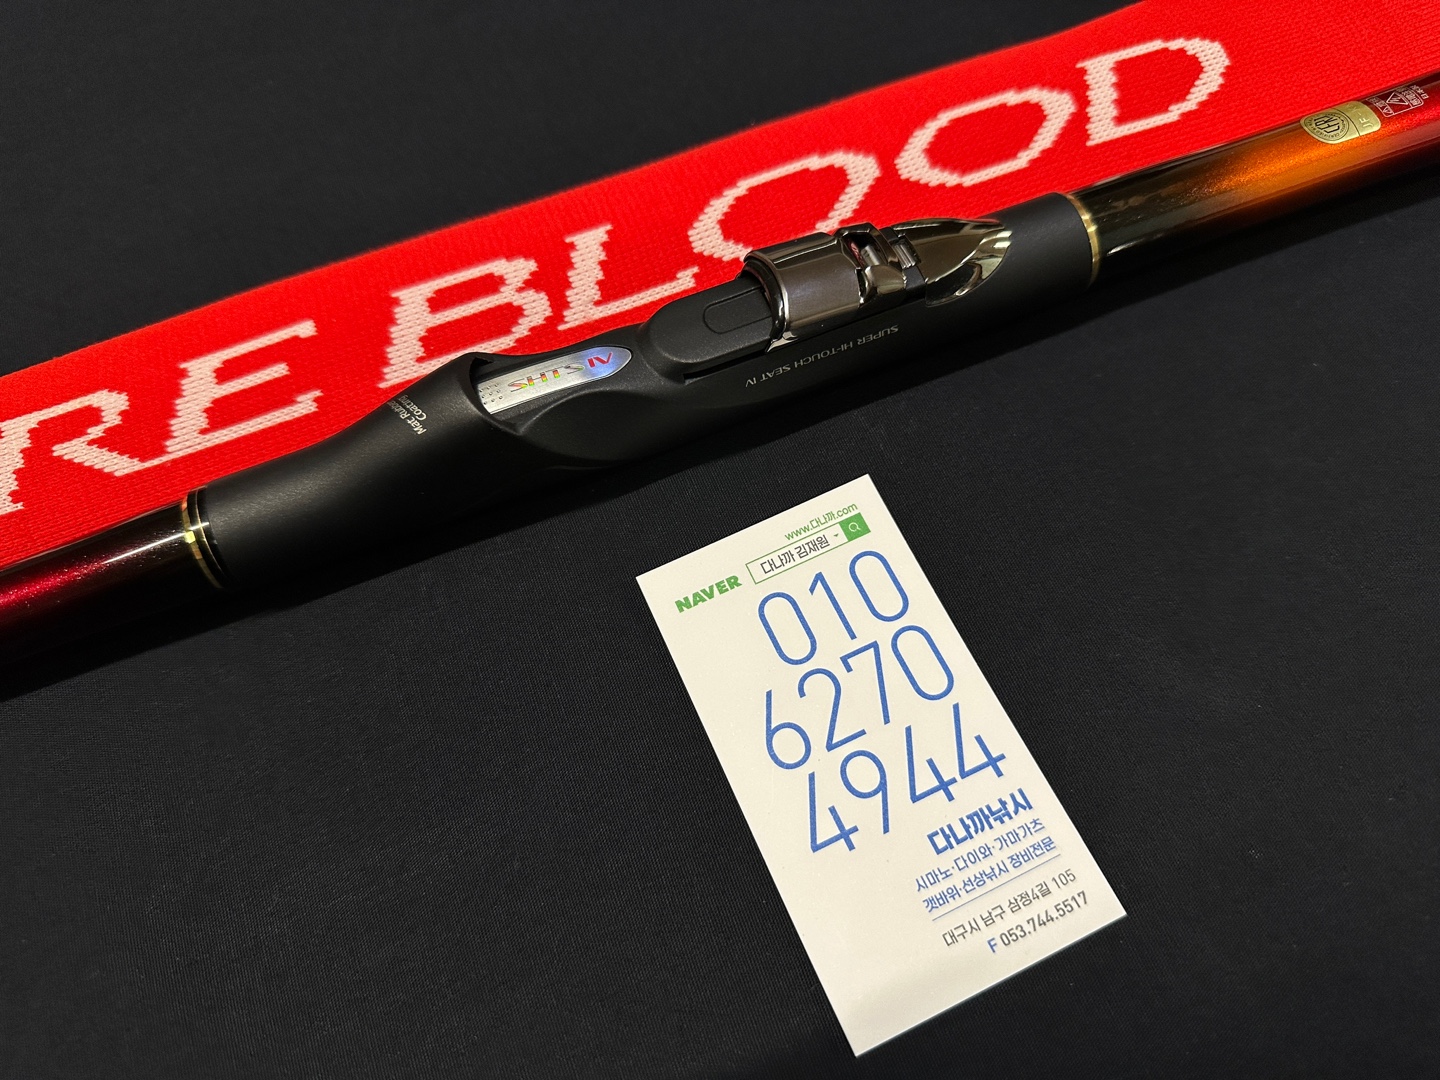 RE BLOOD
SUPER HI-TOUCH SEAT IV
SHTS IV
Coating
www.다나까.com
NAVER 다나까 김재원
010
6270
4944
다나까낚시
시마노·다이와·가마가츠
갯바위·선상낚시 장비전문
대구시 남구 삼정4길 105
F 053.744.5517